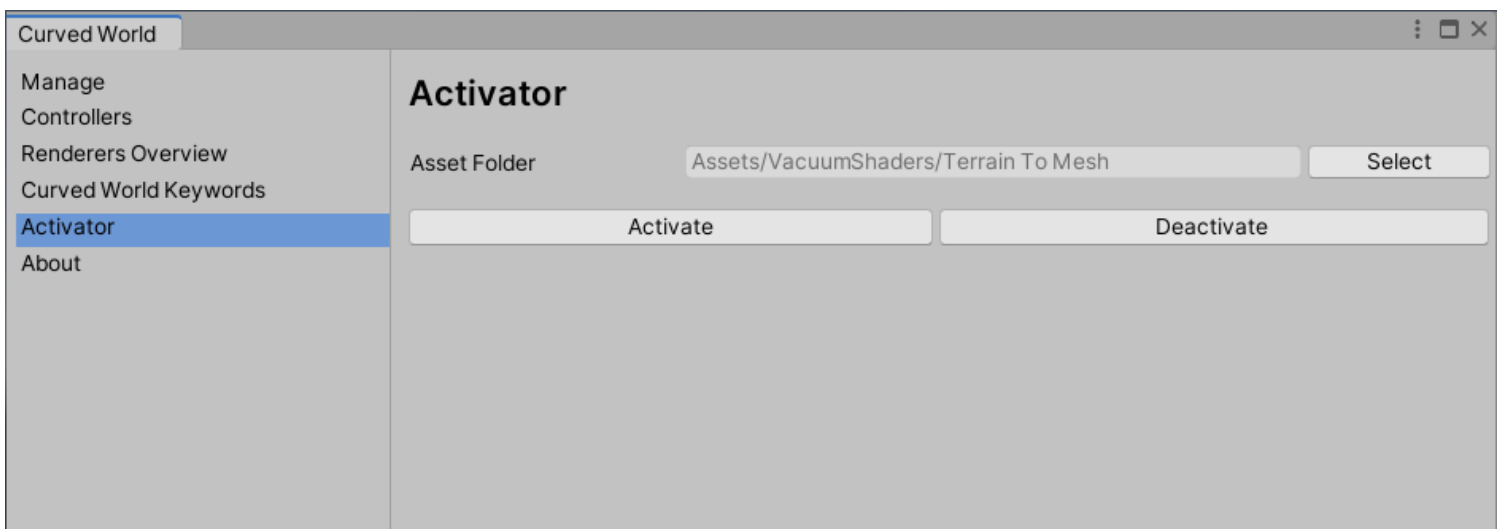 Curved World
Manage
Controllers
Renderers Overview
Curved World Keywords
Activator
About
Activator
Asset Folder Assets/VacuumShaders/Terrain To Mesh Select
Activate Deactivate